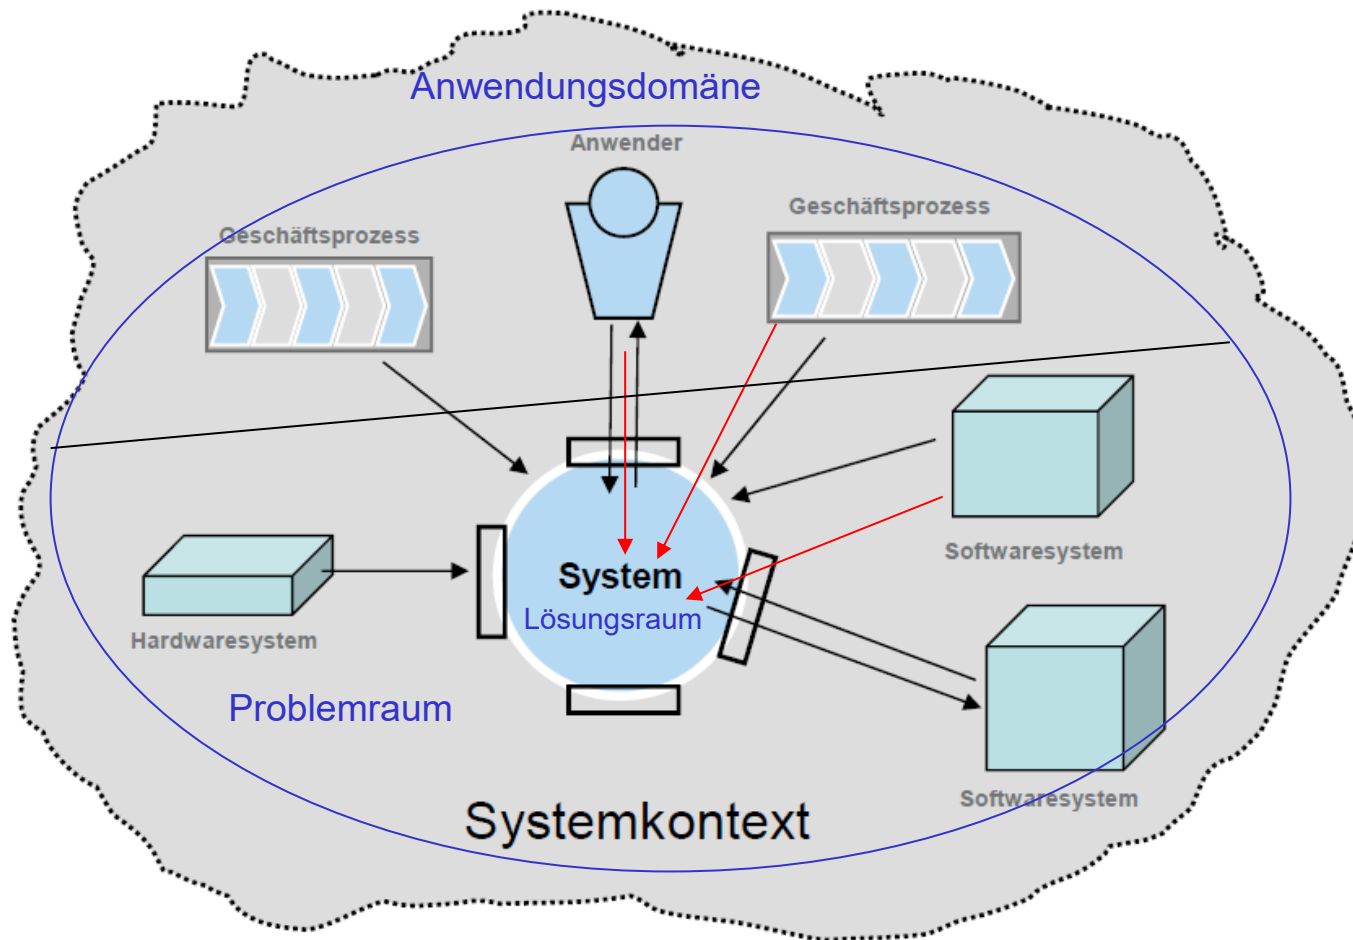 Anwendungsdomäne
Anwender
Geschäftsprozess
Geschäftsprozess
Softwaresystem
System
Lösungsraum
Hardwaresystem
Problemraum
Softwaresystem
Systemkontext